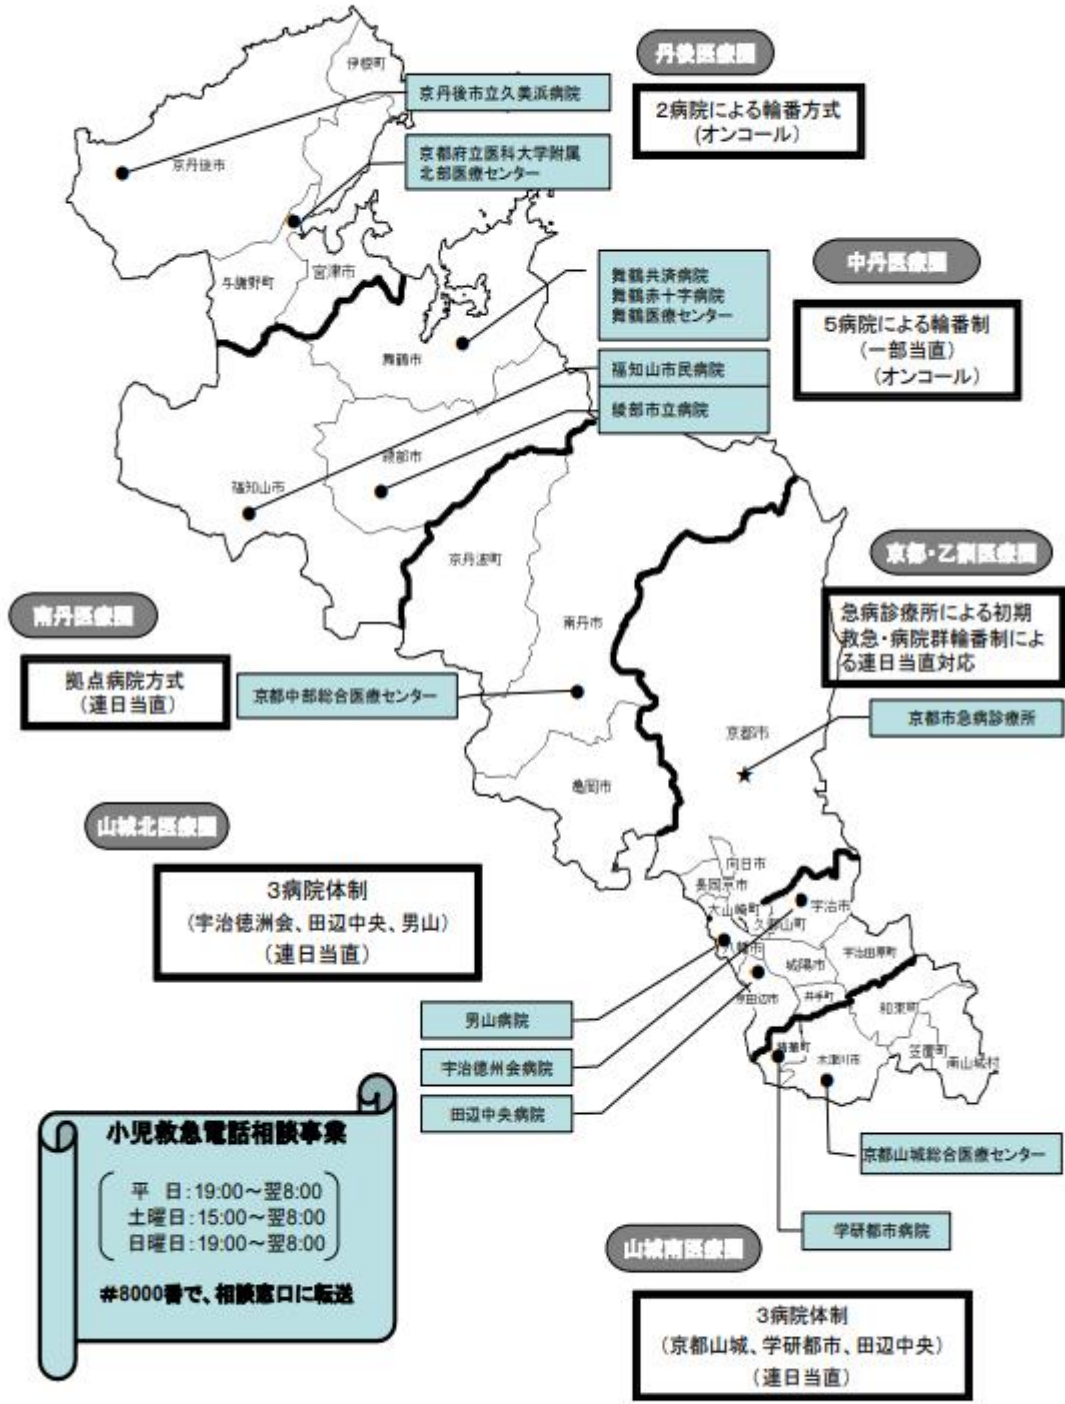 丹後医療圏
2病院による輪番方式
(オンコール)
伊根町
京丹後市立久美浜病院
京都府立医科大学附属
北部医療センター
京丹後市
与謝野町
宮津市
中丹医療圏
5病院による輪番制
(一部当直)
(オンコール)
舞鶴共済病院
舞鶴赤十字病院
舞鶴医療センター
舞鶴市
福知山市民病院
綾部市立病院
綾部市
福知山市
京都・乙訓医療圏
急病診療所による初期
救急・病院群輪番制によ
る連日当直対応
京都市急病診療所
京丹波町
南丹市
南丹医療圏
拠点病院方式
(連日当直)
京都中部総合医療センター
京都市
亀岡市
山城北医療圏
3病院体制
(宇治徳洲会、田辺中央、男山)
(連日当直)
向日市
長岡京市
大山崎町
久御山町
宇治市
八幡市
城陽市
宇治田原町
京田辺市
井手町
和束町
精華町
木津川市
笠置町
南山城村
男山病院
宇治徳州会病院
田辺中央病院
京都山城総合医療センター
学研都市病院
小児救急電話相談事業
平 日:19:00～翌8:00
土曜日:15:00～翌8:00
日曜日:19:00～翌8:00
＃8000番で、相談窓口に転送
山城南医療圏
3病院体制
(京都山城、学研都市、田辺中央)
(連日当直)